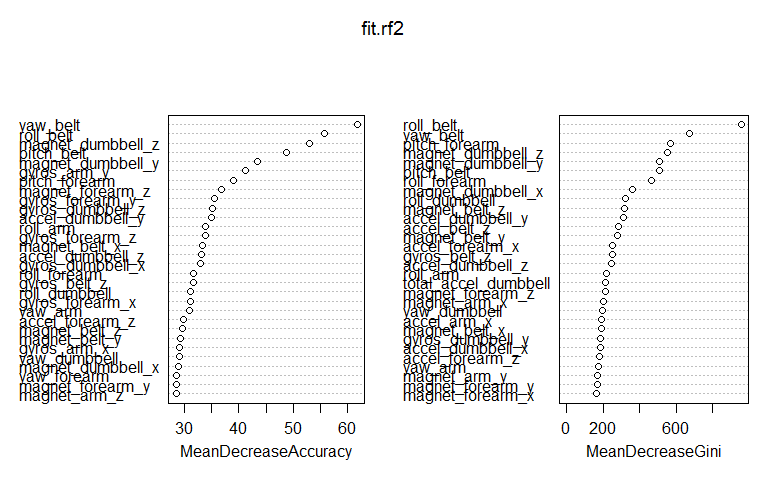 fit.rf2
yaw_belt
roll_belt
magnet_dumbbell_z
pitch_belt
magnet_dumbbell_y
gyros_arm_y
pitch_forearm
magnet_forearm_z
gyros_forearm_y
gyros_dumbbell_z
accel_dumbbell_y
roll_arm
gyros_forearm_z
magnet_belt_x
accel_dumbbell_z
gyros_dumbbell_x
roll_forearm
gyros_belt_z
roll_dumbbell
gyros_forearm_x
yaw_arm
accel_forearm_z
magnet_belt_z
magnet_belt_y
gyros_arm_x
yaw_dumbbell
magnet_dumbbell_x
yaw_forearm
magnet_forearm_y
magnet_arm_z
30 40 50 60
MeanDecreaseAccuracy
roll_belt
yaw_belt
pitch_forearm
magnet_dumbbell_z
magnet_dumbbell_y
pitch_belt
roll_forearm
magnet_dumbbell_x
roll_dumbbell
magnet_belt_z
accel_dumbbell_y
accel_belt_z
magnet_belt_y
accel_forearm_x
gyros_belt_z
accel_dumbbell_z
roll_arm
total_accel_dumbbell
magnet_forearm_z
magnet_arm_x
yaw_dumbbell
accel_arm_x
magnet_belt_x
gyros_dumbbell_y
accel_dumbbell_x
accel_forearm_z
yaw_arm
magnet_arm_y
magnet_forearm_y
magnet_forearm_x
0 200 600
MeanDecreaseGini